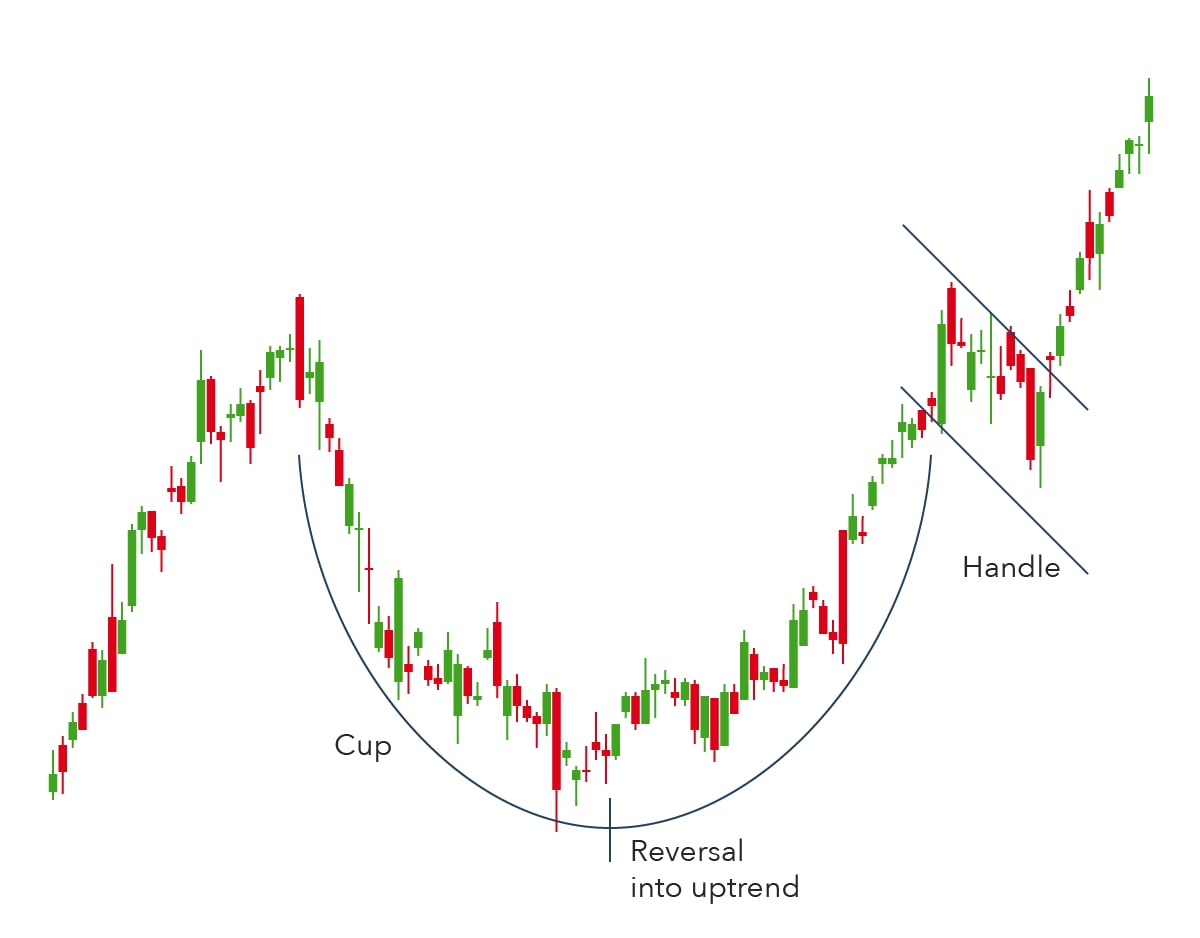 Handle
Cup
Reversal
into uptrend